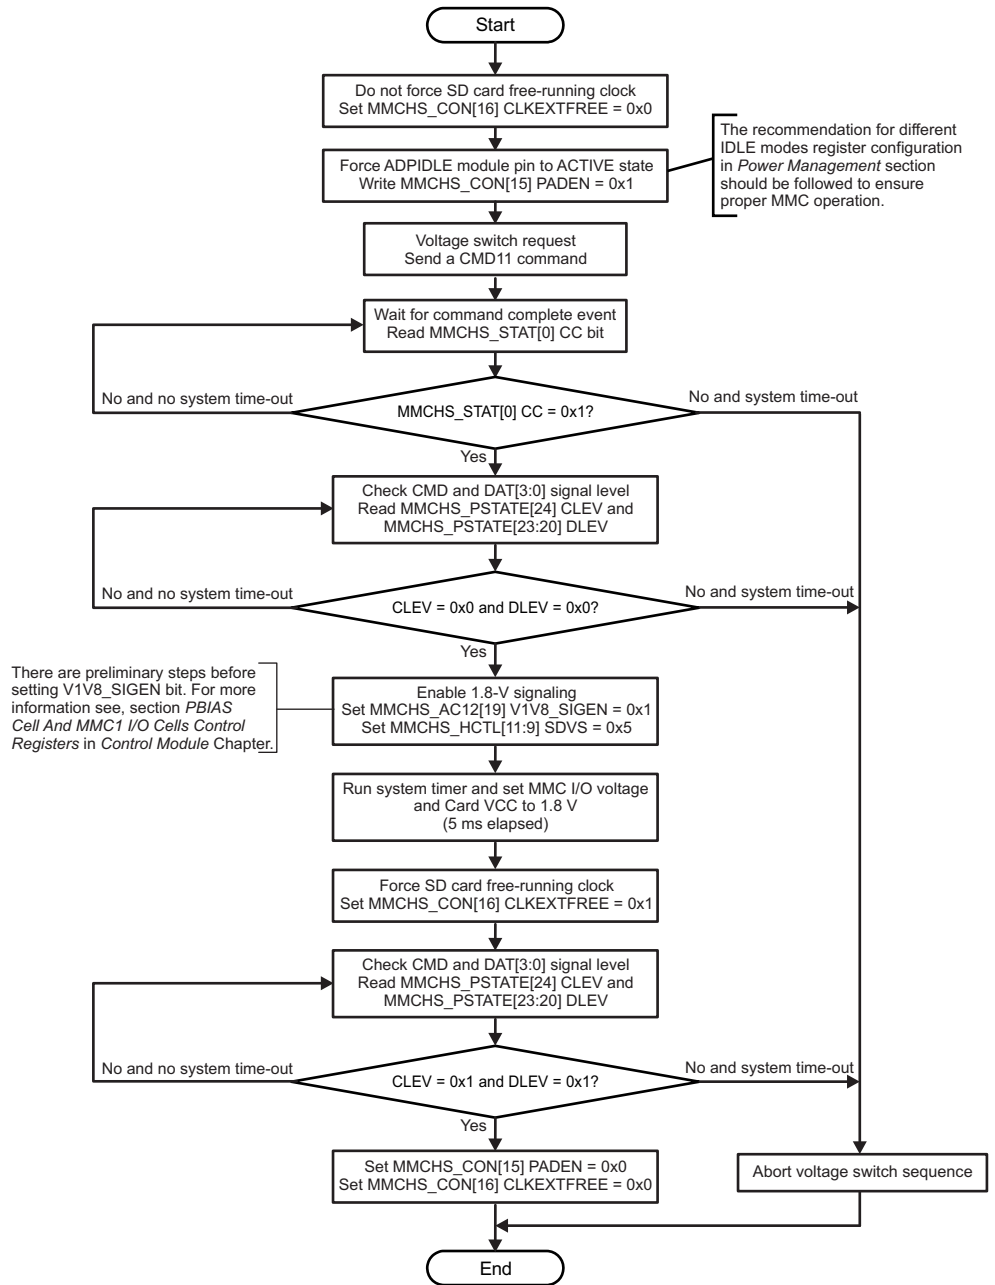 Start
Do not force SD card free-running clock
Set MMCHS_CON[16] CLKEXTFREE = 0x0
The recommendation for different
IDLE modes register configuration
in Power Management section
should be followed to ensure
proper MMC operation.
Force ADPIDLE module pin to ACTIVE state
Write MMCHS_CON[15] PADEN = 0x1
Voltage switch request
Send a CMD11 command
Wait for command complete event
Read MMCHS_STAT[0] CC bit
No and no system time-out
MMCHS_STAT[0] CC = 0x1?
No and system time-out
Yes
Check CMD and DAT[3:0] signal level
Read MMCHS_PSTATE[24] CLEV and
MMCHS_PSTATE[23:20] DLEV
No and no system time-out
CLEV = 0x0 and DLEV = 0x0?
No and system time-out
Yes
There are preliminary steps before
setting V1V8_SIGEN bit. For more
information see, section PBIAS
Cell And MMC1 I/O Cells Control
Registers in Control Module Chapter.
Enable 1.8-V signaling
Set MMCHS_AC12[19] V1V8_SIGEN = 0x1
Set MMCHS_HCTL[11:9] SDVS = 0x5
Run system timer and set MMC I/O voltage
and Card VCC to 1.8 V
(5 ms elapsed)
Force SD card free-running clock
Set MMCHS_CON[16] CLKEXTFREE = 0x1
Check CMD and DAT[3:0] signal level
Read MMCHS_PSTATE[24] CLEV and
MMCHS_PSTATE[23:20] DLEV
No and no system time-out
CLEV = 0x1 and DLEV = 0x1?
No and system time-out
Yes
Set MMCHS_CON[15] PADEN = 0x0
Set MMCHS_CON[16] CLKEXTFREE = 0x0
Abort voltage switch sequence
End